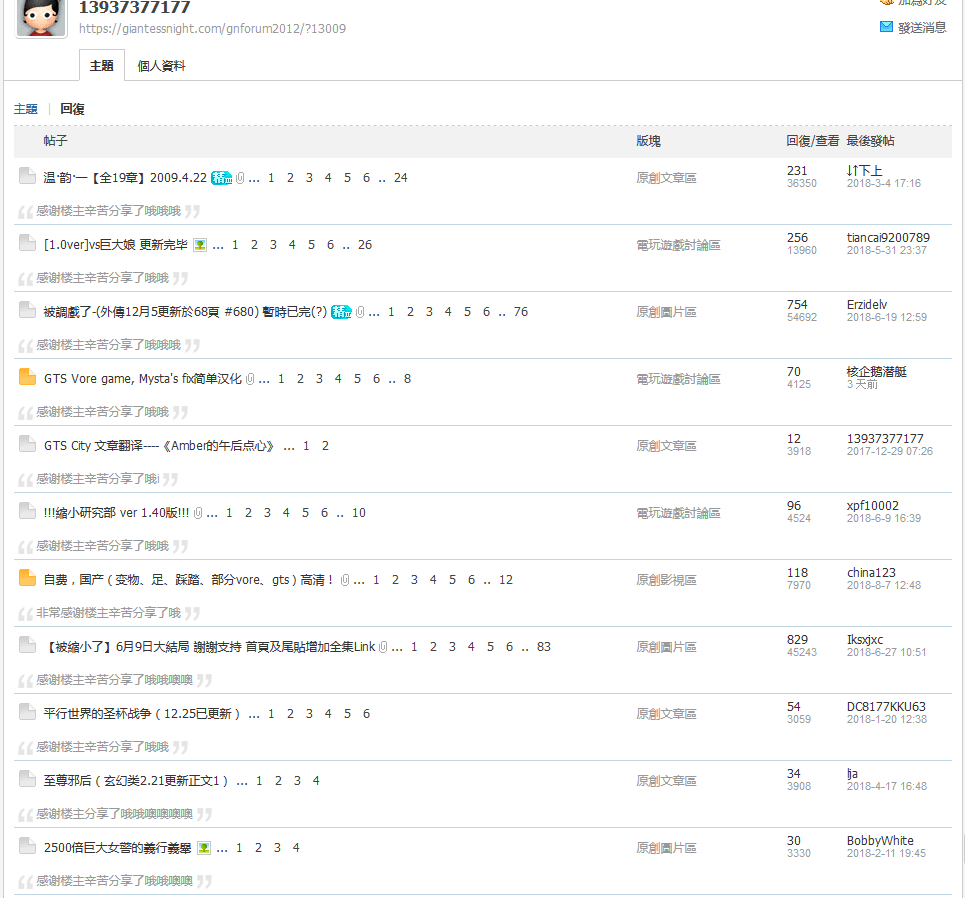 13937377177
加為好友
https://giantessnight.com/gnforum2012/?13009
發送消息
主題 個人資料
主題 | 回復
帖子 版塊 回復/查看 最後發帖
温·韵·一【全19章】2009.4.22 精 ... 1 2 3 4 5 6 .. 24 原創文章區 231 ↓↑下上
36350 2018-3-4 17:16
感谢楼主辛苦分享了哦哦哦
[1.0ver]vs巨大娘 更新完毕 ... 1 2 3 4 5 6 .. 26 電玩遊戲討論區 256 tiancai9200789
13960 2018-5-31 23:37
感谢楼主辛苦分享了哦哦
被調戲了-(外傳12月5更新於68頁 #680) 暫時已完(?) 精 ... 1 2 3 4 5 6 .. 76 原創圖片區 754 Erzidelv
54692 2018-6-19 12:59
感谢楼主辛苦分享了哦哦哦
GTS Vore game, Mysta's fix简单汉化 ... 1 2 3 4 5 6 .. 8 電玩遊戲討論區 70 核企鵝潜艇
4125 3 天前
感谢楼主辛苦分享了哦哦
GTS City 文章翻译----《Amber的午后点心》 ... 1 2 原創文章區 12 13937377177
3918 2017-12-29 07:26
感谢楼主辛苦分享了哦i
!!!縮小研究部 ver 1.40版!!! ... 1 2 3 4 5 6 .. 10 電玩遊戲討論區 96 xpf10002
4524 2018-6-9 16:39
感谢楼主辛苦分享了哦哦
自费，国产（变物、足、踩踏、部分vore、gts）高清！ ... 1 2 3 4 5 6 .. 12 原創影視區 118 china123
7970 2018-8-7 12:48
非常感谢楼主辛苦分享了哦
【被縮小了】6月9日大結局 謝謝支持 首頁及尾貼增加全集Link ... 1 2 3 4 5 6 .. 83 原創圖片區 829 Iksxjxc
45243 2018-6-27 10:51
感谢楼主辛苦分享了哦哦噢噢
平行世界的圣杯战争（12.25已更新） ... 1 2 3 4 5 6 原創文章區 54 DC8177KKU63
3059 2018-1-20 12:38
感谢楼主辛苦分享了哦哦
至尊邪后（玄幻类2.21更新正文1） ... 1 2 3 4 原創文章區 34 lja
3908 2018-4-17 16:48
感谢楼主分享了哦哦噢噢噢噢
2500倍巨大女警的義行義舉 ... 1 2 3 4 原創圖片區 30 BobbyWhite
3330 2018-2-11 19:45
感谢楼主辛苦分享了哦哦噢噢